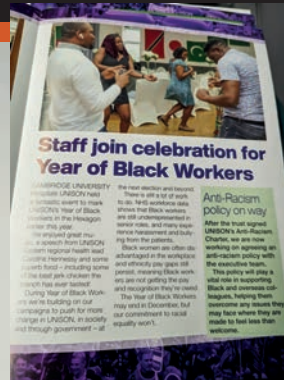 Staff join celebration for
Year of Black Workers
CAMBRIDGE UNIVERSITY
Hospitals UNISON held
a fantastic event to mark
UNISON's Year of Black
Workers in the Hexagon
earlier this year.
We enjoyed great
a speech from UNISON
eastern regional health lead
Hennessy and some
superb food – including some
of the best jerk chicken the
branch has ever tasted!
During Year of Black Work-
ers we're building on our
campaigns to push for more
change in UNISON, in society
and through government – at
the next election and beyond.
There is still a lot of work
to do. NHS workforce data
shows that Black workers
are still underrepresented in
senior roles, and many expe-
rience harassment and bully-
ing from the patients.
Black women are often dis-
advantaged in the workplace
and ethnicity pay gaps still
persist, meaning Black work-
ers are not getting the pay
and recognition they're owed.
The Year of Black Workers
may end in December, but
our commitment to racial
equality won't.
Anti-Racism
policy on way
After the trust signed
UNISON's Anti-Racism
Charter, we are now
working on agreeing an
anti-racism policy with
the executive team.
This policy will play a
vital role in supporting
Black and overseas col-
leagues, helping them
overcome any issues they
may face where they are
made to feel less than
welcome.